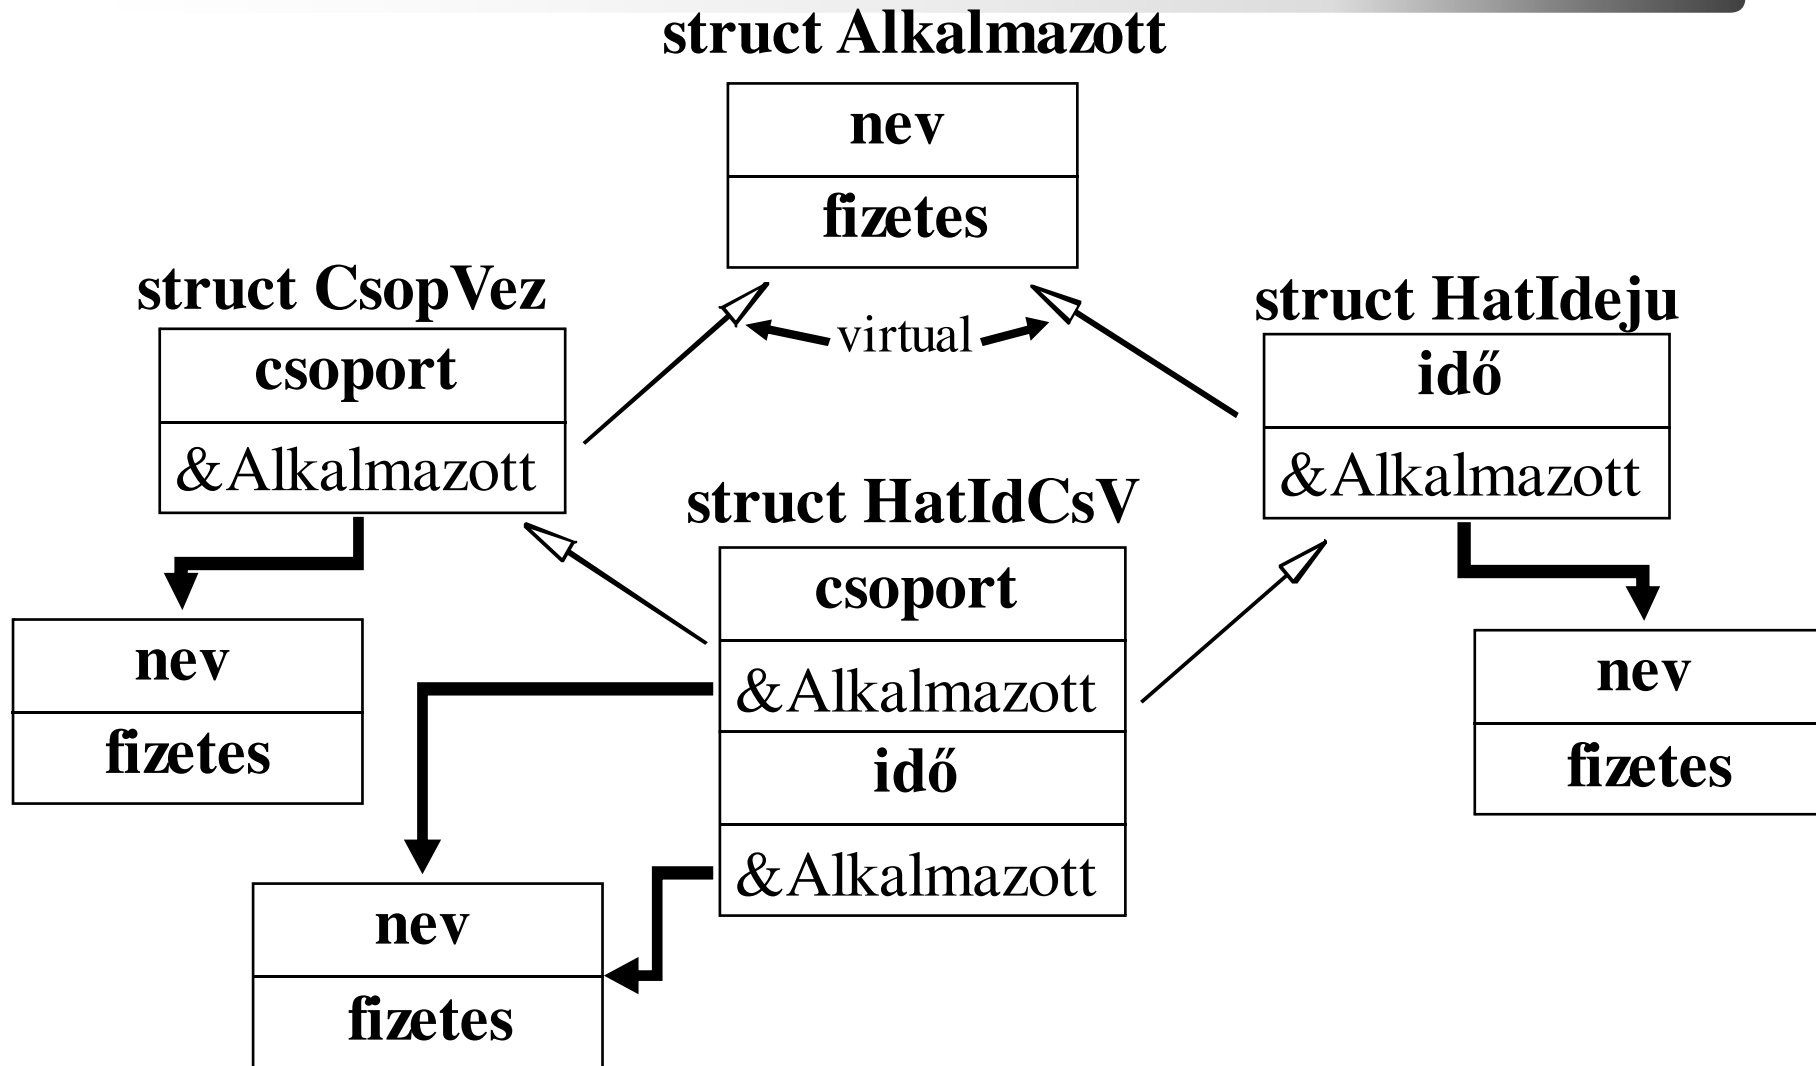 struct Alkalmazott
nev
fizetes
virtual
struct CsopVez
csoport
&Alkalmazott
struct HatIdeju
idő
&Alkalmazott
struct HatIdCsV
csoport
&Alkalmazott
idő
&Alkalmazott
nev
fizetes
nev
fizetes
nev
fizetes